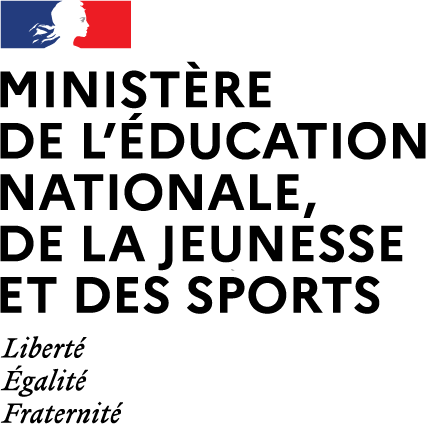 MINISTÈRE
DE L’ÉDUCATION
NATIONALE,
DE LA JEUNESSE
ET DES SPORTS
Liberté
Égalité
Fraternité